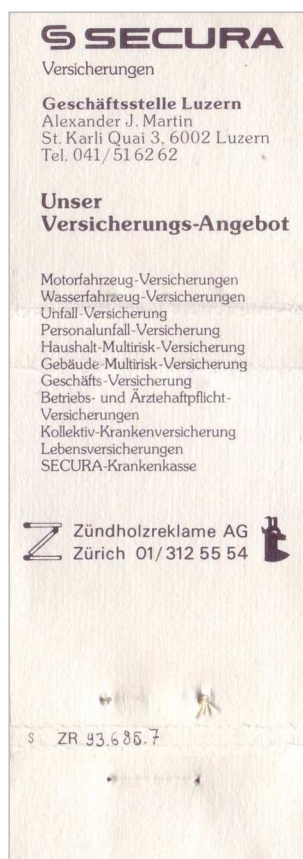 SECURA
Versicherungen
Geschäftsstelle Luzern
Alexander J. Martin
St. Karli Quai 3, 6002 Luzern
Tel. 041/51 62 62
Unser
Versicherungs-Angebot
Motorfahrzeug-Versicherungen
Wasserfahrzeug-Versicherungen
Unfall-Versicherung
Personalunfall-Versicherung
Haushalt-Multirisk-Versicherung
Gebäude-Multirisk-Versicherung
Geschäfts-Versicherung
Betriebs- und Ärztehaftpflicht-
Versicherungen
Kollektiv-Krankenversicherung
Lebensversicherungen
SECURA-Krankenkasse
Zündholzreklame AG
Zürich 01/312 55 54
S ZR 93.685.7